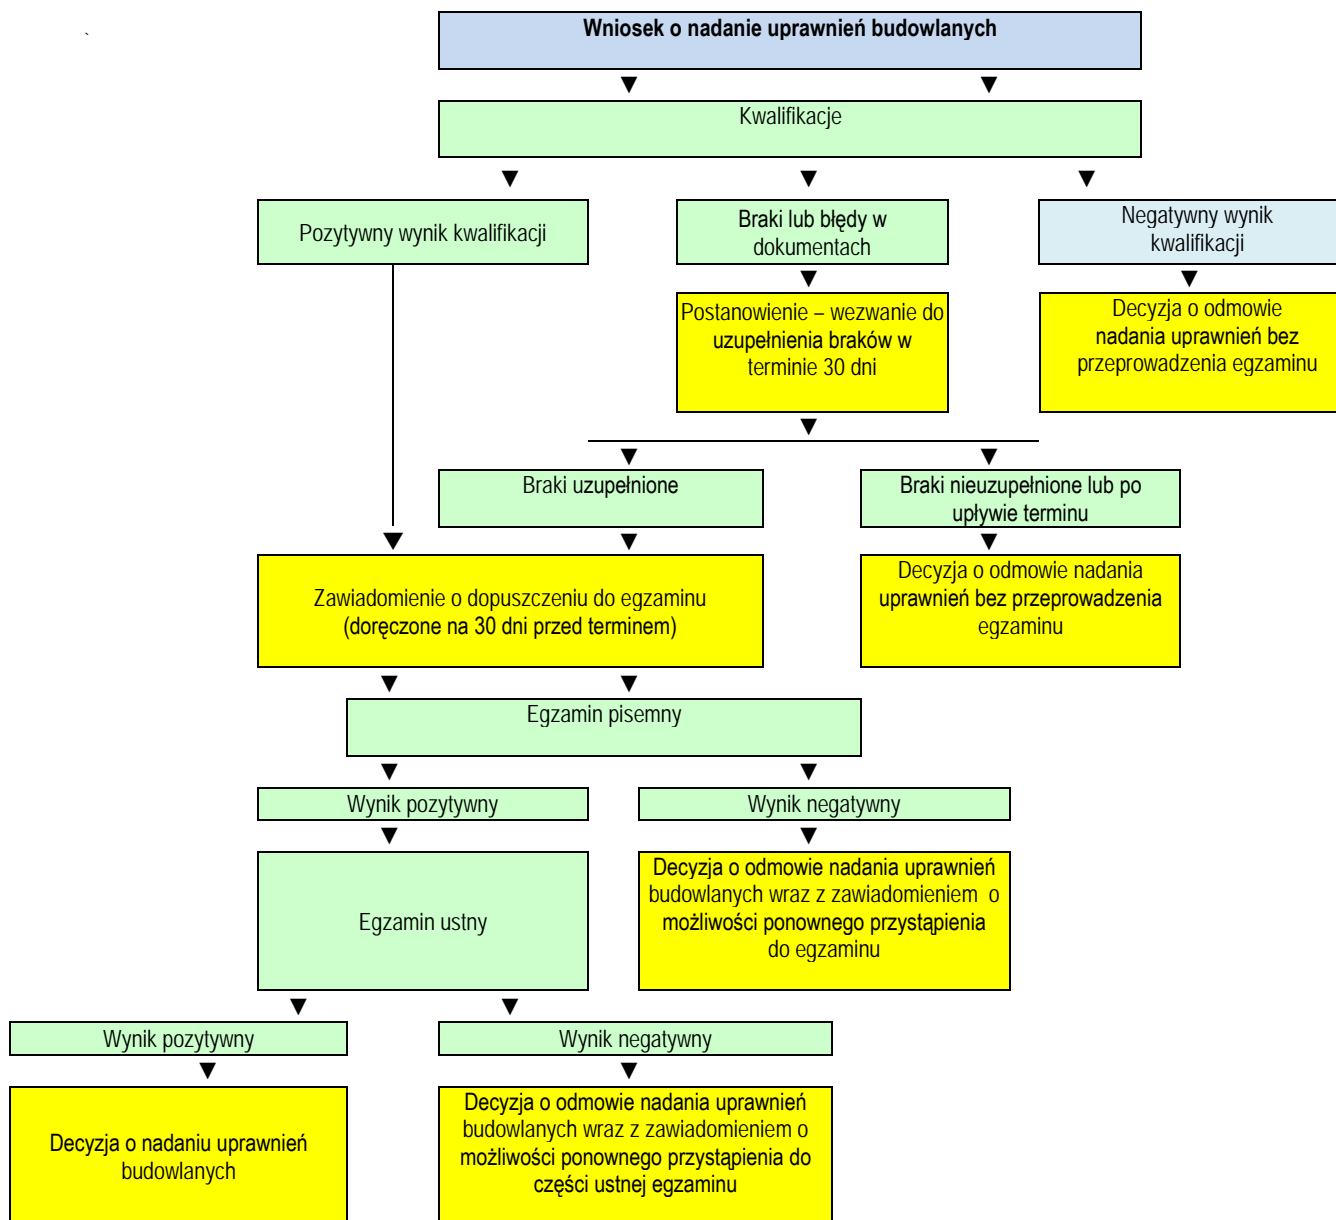 Wniosek o nadanie uprawnień budowlanych
Kwalifikacje
Pozytywny wynik kwalifikacji
Braki lub błędy w
dokumentach
Negatywny wynik
kwalifikacji
Postanowienie – wezwanie do
uzupełnienia braków w
terminie 30 dni
Decyzja o odmowie
nadania uprawnień bez
przeprowadzenia egzaminu
Braki uzupełnione
Braki nieuzupełnione lub po
upływie terminu
Zawiadomienie o dopuszczeniu do egzaminu
(doręczone na 30 dni przed terminem)
Decyzja o odmowie nadania
uprawnień bez przeprowadzenia
egzaminu
Egzamin pisemny
Wynik pozytywny
Wynik negatywny
Egzamin ustny
Decyzja o odmowie nadania uprawnień
budowlanych wraz z zawiadomieniem o
możliwości ponownego przystąpienia
do egzaminu
Wynik pozytywny
Wynik negatywny
Decyzja o nadaniu uprawnień
budowlanych
Decyzja o odmowie nadania uprawnień
budowlanych wraz z zawiadomieniem o
możliwości ponownego przystąpienia do
części ustnej egzaminu